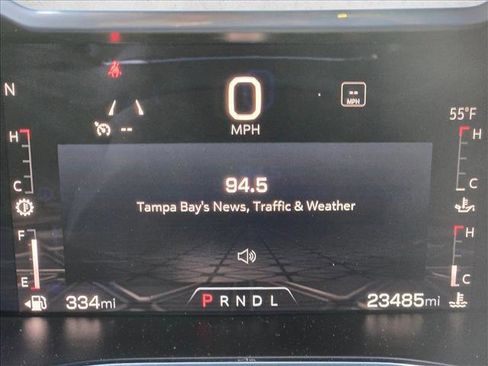 N
0
MPH
--
MPH
55°F
H
H
--
C
C
94.5
Tampa Bay's News, Traffic & Weather
F
H
E
C
334mi
P R N D L
23485mi